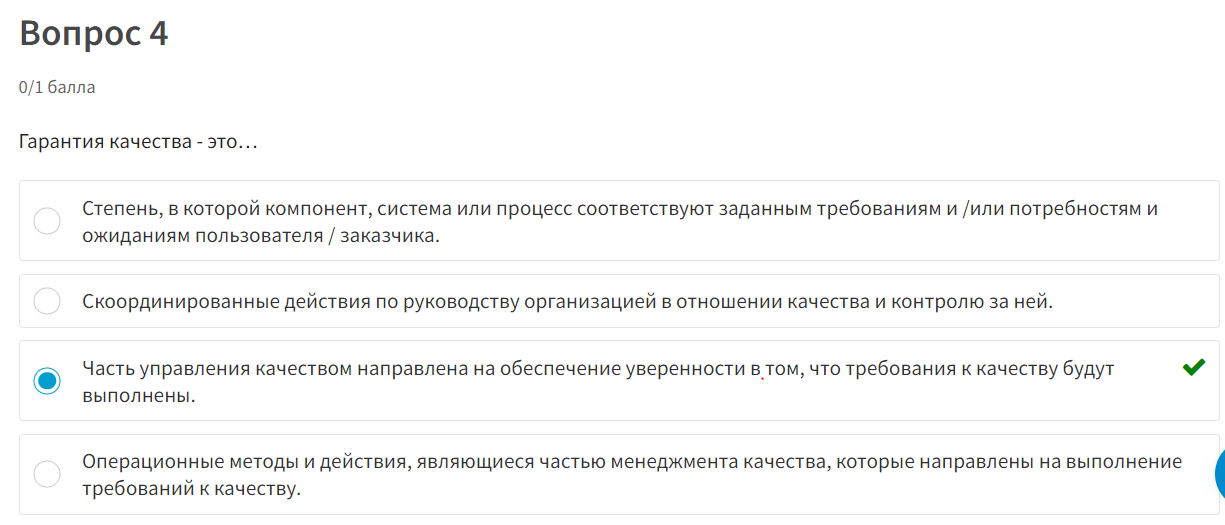 Вопрос 4
0/1 балла
Гарантия качества - это…
Степень, в которой компонент, система или процесс соответствуют заданным требованиям и /или потребностям и
ожиданиям пользователя / заказчика.
Скоординированные действия по руководству организацией в отношении качества и контролю за ней.
Часть управления качеством направлена на обеспечение уверенности в том, что требования к качеству будут
выполнены.
Операционные методы и действия, являющиеся частью менеджмента качества, которые направлены на выполнение
требований к качеству.